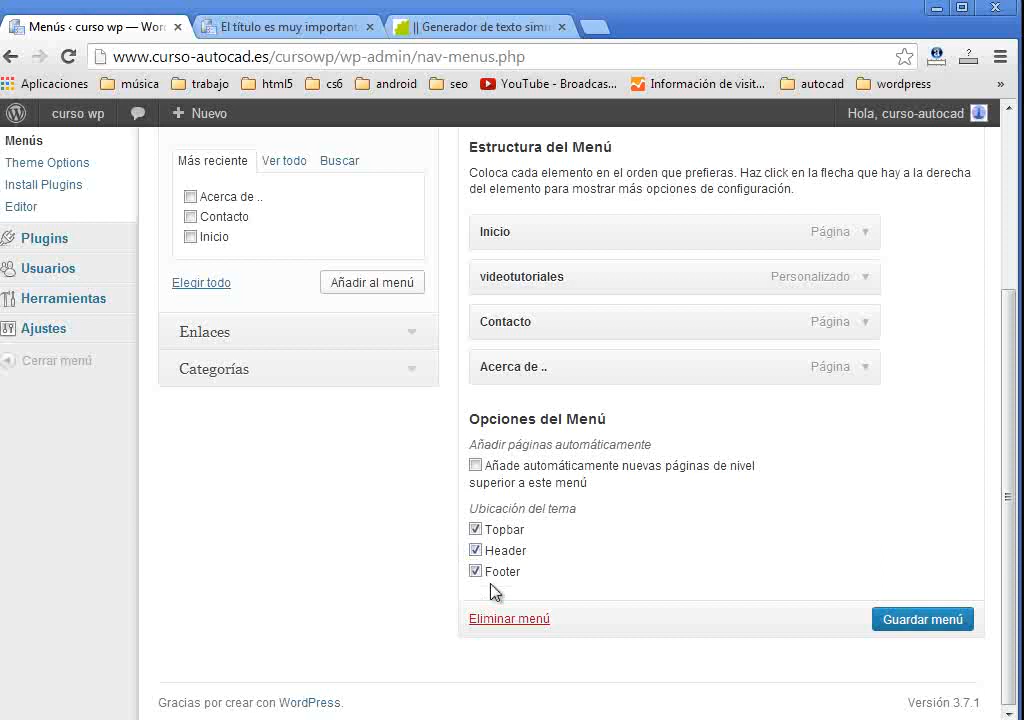 Menús ‹ curso wp — Wor
El título es muy important
|| Generador de texto simu
www.curso-autocad.es/cursowp/wp-admin/nav-menus.php
Aplicaciones música trabajo html5 cs6 android seo YouTube - Broadcas... Información de visit... autocad wordpress »
curso wp + Nuevo Hola, curso-autocad
Menús
Theme Options
Install Plugins
Editor
Plugins
Usuarios
Herramientas
Ajustes
Cerrar menú
Más reciente Ver todo Buscar
Acerca de ..
Contacto
Inicio
Elegir todo Añadir al menú
Enlaces
Categorías
Estructura del Menú
Coloca cada elemento en el orden que prefieras. Haz click en la flecha que hay a la derecha
del elemento para mostrar más opciones de configuración.
Inicio Página
videotutoriales Personalizado
Contacto Página
Acerca de .. Página
Opciones del Menú
Añadir páginas automáticamente
Añade automáticamente nuevas páginas de nivel
superior a este menú
Ubicación del tema
Topbar
Header
Footer
Eliminar menú Guardar menú
Gracias por crear con WordPress. Versión 3.7.1